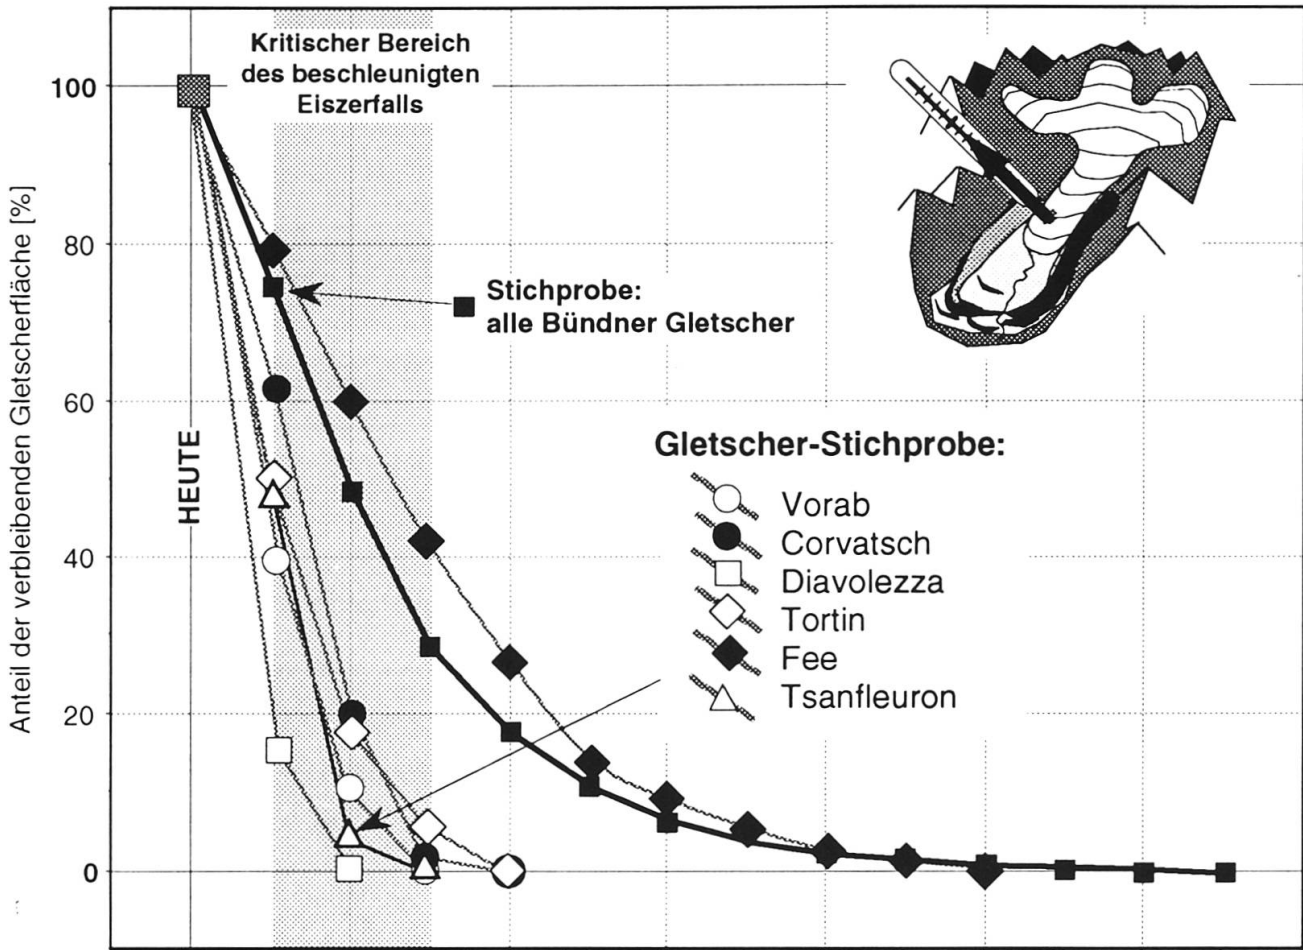 Kritischer Bereich
des beschleunigten
Eiszerfalls
100
80
60
40
20
0
Anteil der verbleibenden Gletscherfläche [%]
HEUTE
Stichprobe:
alle Bündner Gletscher
Gletscher-Stichprobe:
Vorab
Corvatsch
Diavolezza
Tortin
Fee
Tsanfleuron